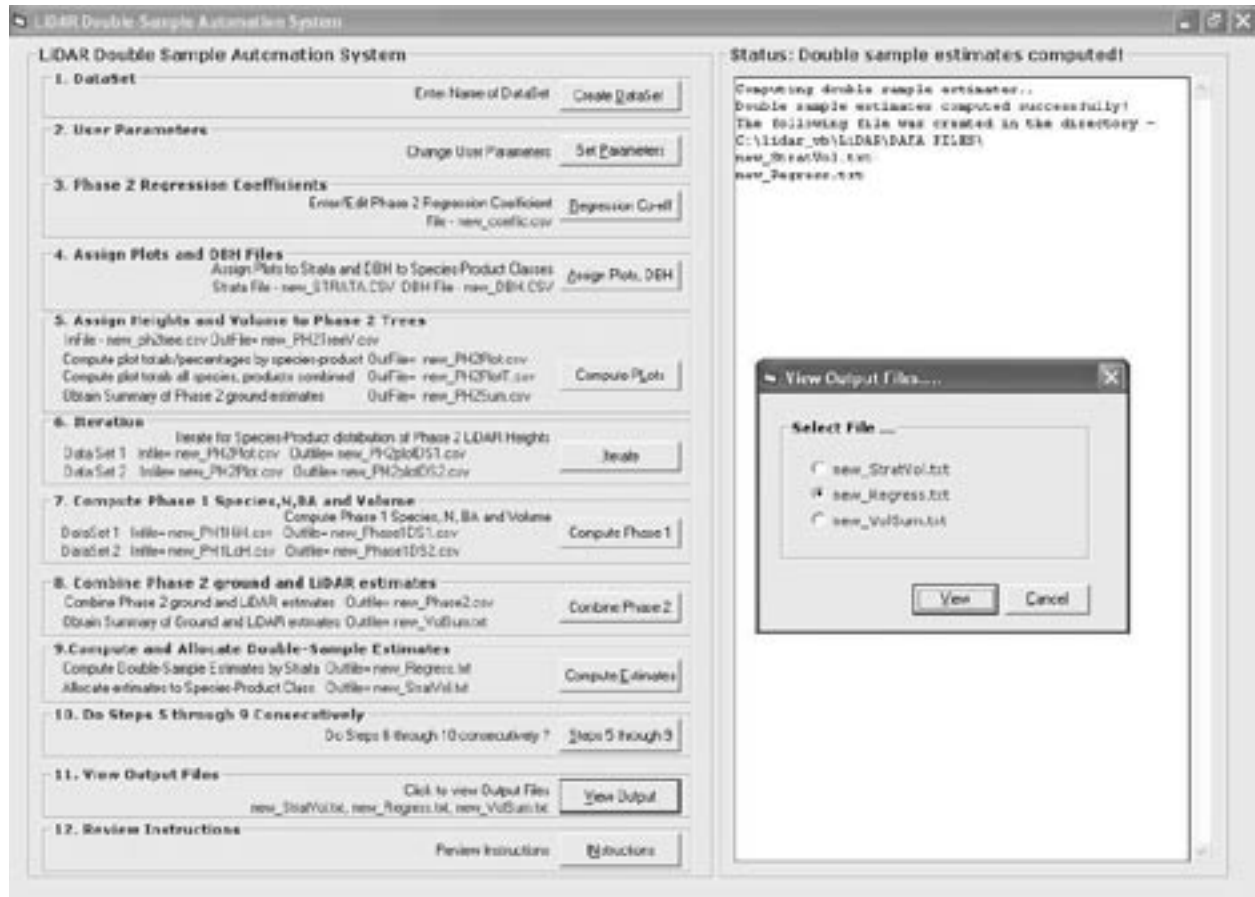 LiDAR Double Sample Automation System
LiDAR Double Sample Automation System
1. DataSet
Enter Name of DataSet
Create DataSet
2. User Parameters
Change User Parameters
Set Parameters
3. Phase 2 Regression Coefficients
Enter/Edit Phase 2 Regression Coefficient
File - new_coeffic.csv
Regression Co-eff
4. Assign Plots and DBH Files
Assign Plots to Strata and DBH to Species-Product Classes
Strata File - new_STRATA.CSV DBH File - new_DBH.CSV
Assign Plots, DBH
5. Assign Heights and Volume to Phase 2 Trees
InFile - new_ph2tree.csv OutFile= new_PH2TreeV.csv
Compute plot totals/percentages by species-product OutFile= new_PH2Plot.csv
Compute plot totals all species, products combined OutFile= new_PH2PlotT.csv
Obtain Summary of Phase 2 ground estimates OutFile= new_PH2Sum.csv
Compute PLots
6. Iteration
Iterate for Species-Product distribution of Phase 2 LiDAR Heights
Data Set 1 Infile= new_PH2Plot.csv Outfile= new_PH2plotDS1.csv
Data Set 2 Infile= new_PH2Plot.csv Outfile= new_PH2plotDS2.csv
Iterate
7. Compute Phase 1 Species,N,BA and Volume
Compute Phase 1 Species, N, BA and Volume
DataSet 1 Infile= new_PH1HiH.csv Outfile= new_Phase1DS1.csv
DataSet 2 Infile= new_PH1LoH.csv Outfile= new_Phase1DS2.csv
Compute Phase 1
8. Combine Phase 2 ground and LiDAR estimates
Combine Phase 2 ground and LiDAR estimates Outfile= new_Phase2.csv
Obtain Summary of Ground and LiDAR estimates Outfile= new_VolSum.txt
Combine Phase 2
9.Compute and Allocate Double-Sample Estimates
Compute Double-Sample Estimates by Strata Outfile= new_Regress.txt
Allocate estimates to Species-Product Class Outfile= new_StratVol.txt
Compute Estimates
10. Do Steps 5 through 9 Consecutively
Do Steps 6 through 10 consecutively ?
Steps 5 through 9
11. View Output Files
Click to view Output Files
new_StratVol.txt, new_Regress.txt, new_VolSum.txt
View Output
12. Review Instructions
Review Instructions
INstructions
Status: Double sample estimates computed!
Computing double sample estimates..
Double sample estimates computed successfully!
The following file was created in the directory -
C:\lidar_vb\LiDAR\DATA FILES\
new_StratVol.txt
new_Regress.txt
View Output Files.....
Select File ...
new_StratVol.txt
new_Regress.txt
new_VolSum.txt
View
Cancel